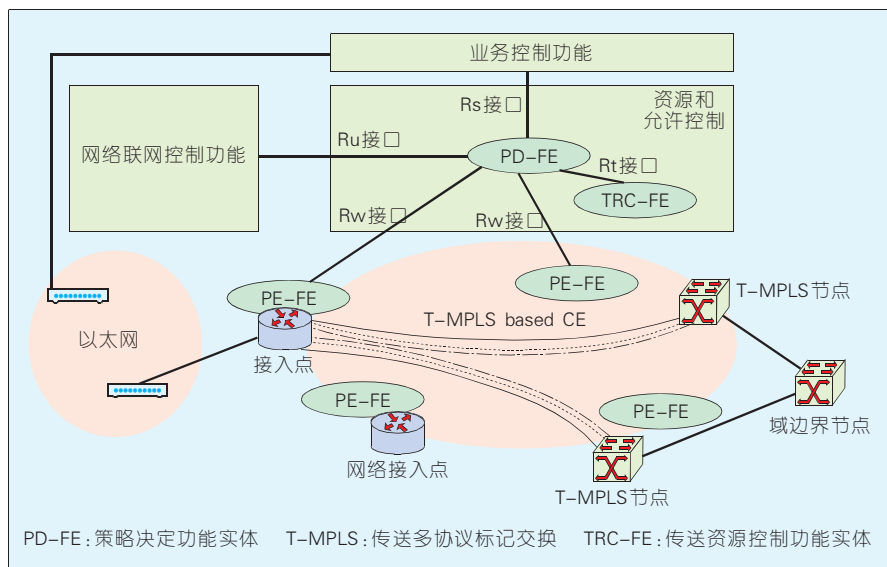 业务控制功能
Rs接口
资源和
允许控制
网络联网控制功能
Ru接口
PD-FE
Rt接口
TRC-FE
Rw接口
Rw接口
PE-FE
PE-FE
T-MPLS节点
T-MPLS based CE
以太网
接入点
PE-FE
PE-FE
域边界节点
网络接入点
T-MPLS节点
PD-FE:策略决定功能实体 T-MPLS:传送多协议标记交换 TRC-FE:传送资源控制功能实体